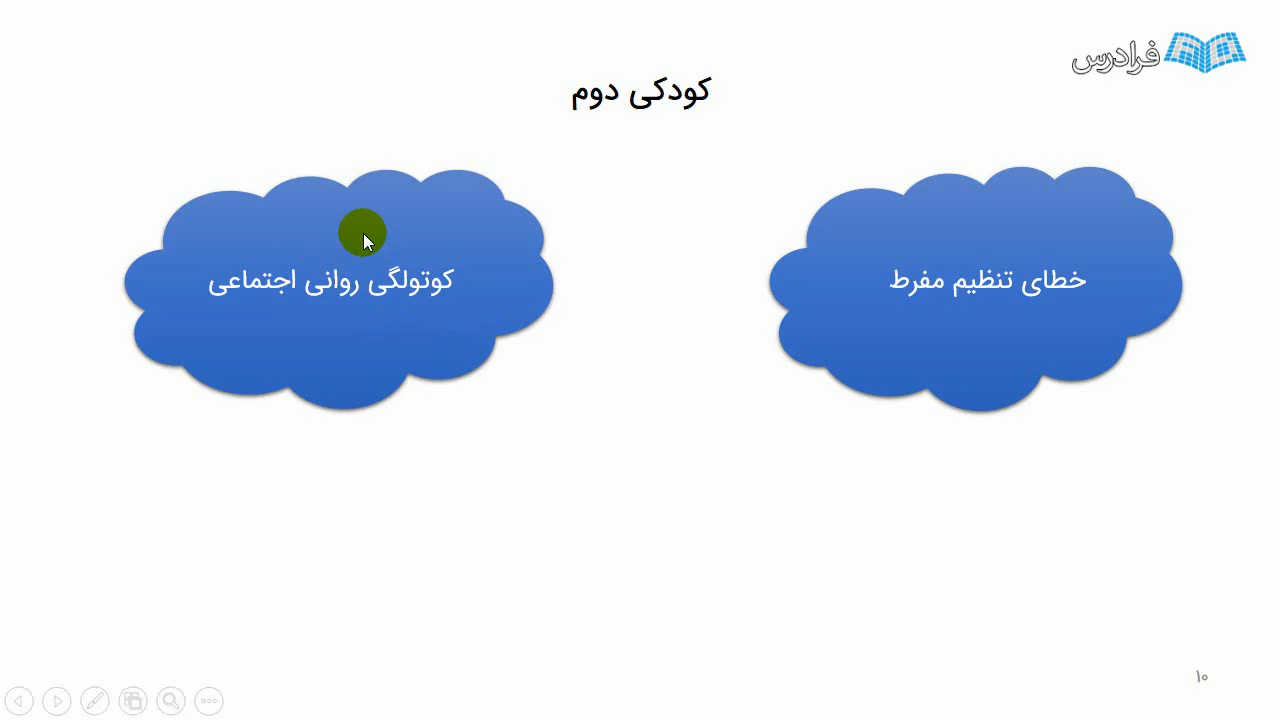 فرادرس
کودکی دوم
خطای تنظیم مفرط
کوتولگی روانی اجتماعی
۱۰